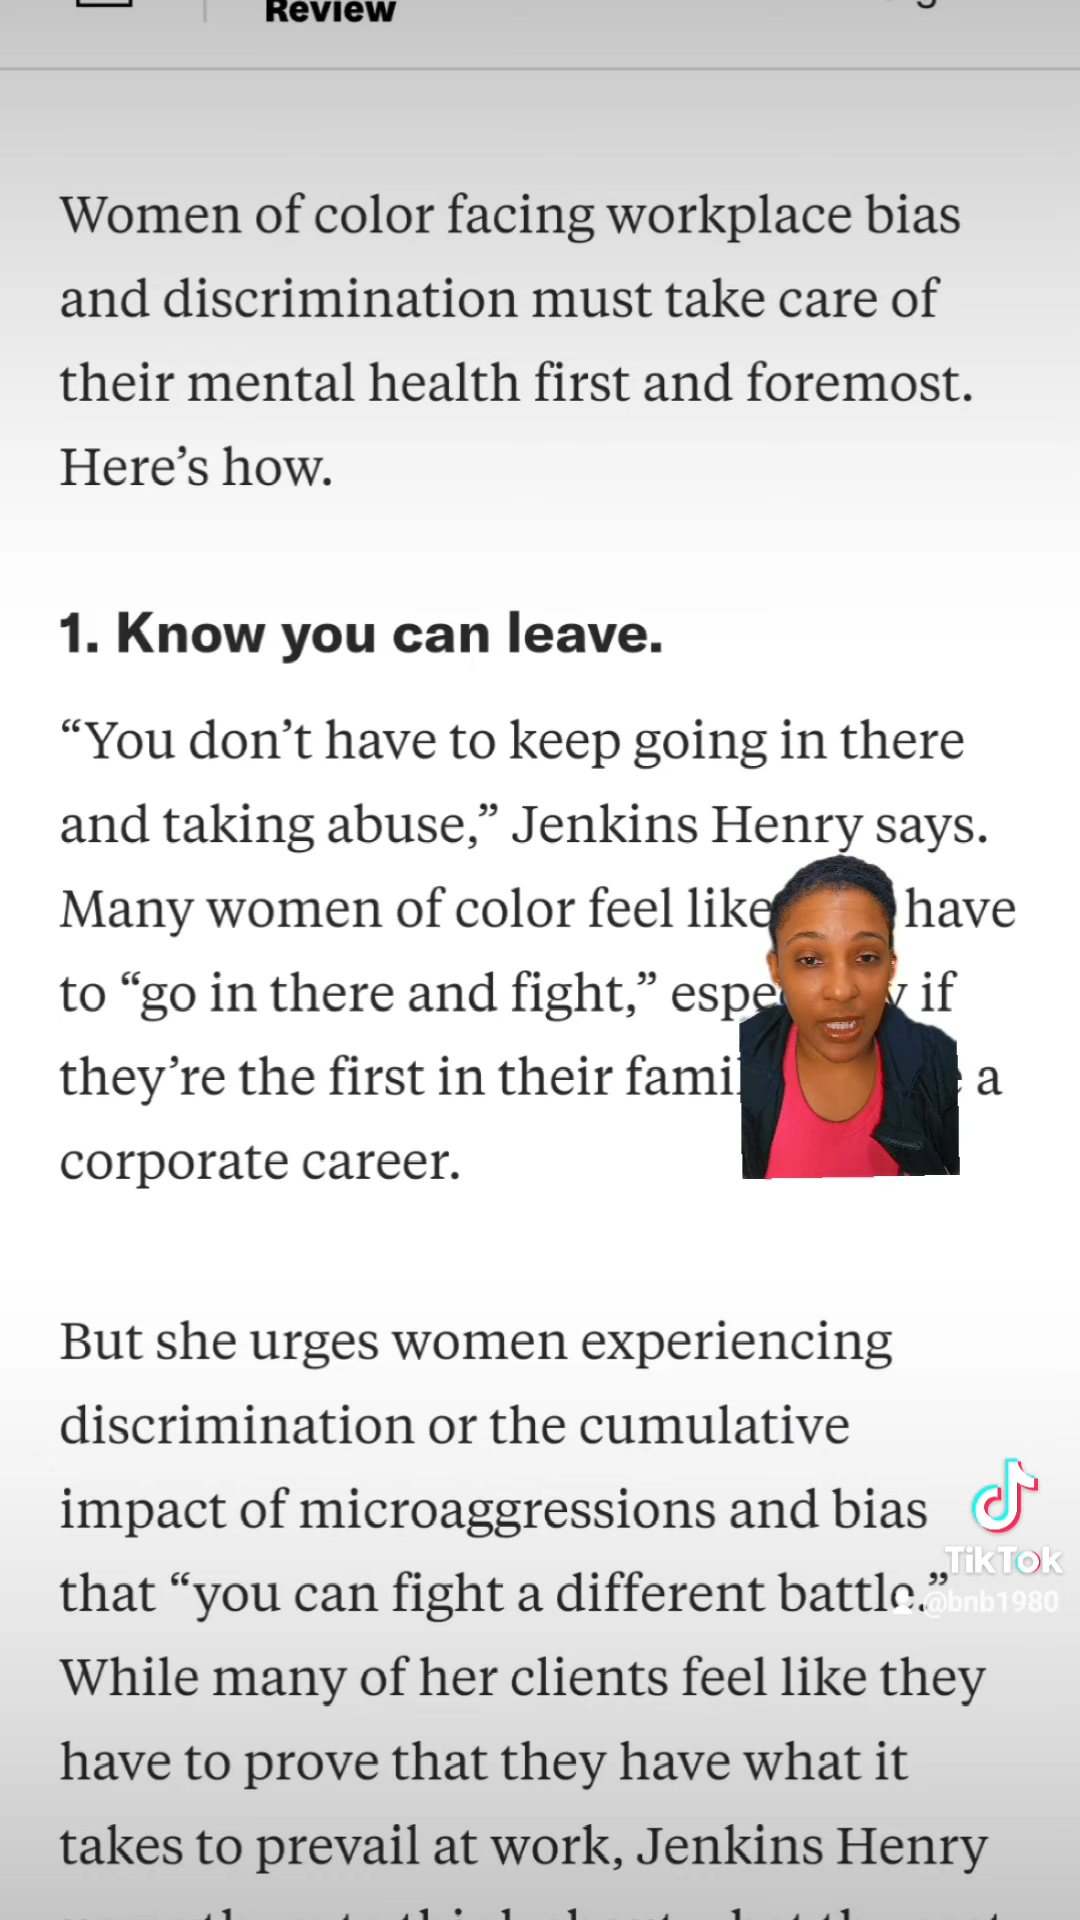 Review
Women of color facing workplace bias
and discrimination must take care of
their mental health first and foremost.
Here’s how.
1. Know you can leave.
“You don’t have to keep going in there
and taking abuse,” Jenkins Henry says.
Many women of color feel like have
to “go in there and fight,” if
they’re the first in their a
corporate career.
But she urges women experiencing
discrimination or the cumulative
impact of microaggressions and bias
that “you can fight a different battle.”
While many of her clients feel like they
have to prove that they have what it
takes to prevail at work, Jenkins Henry
TikTok
@bnb1980